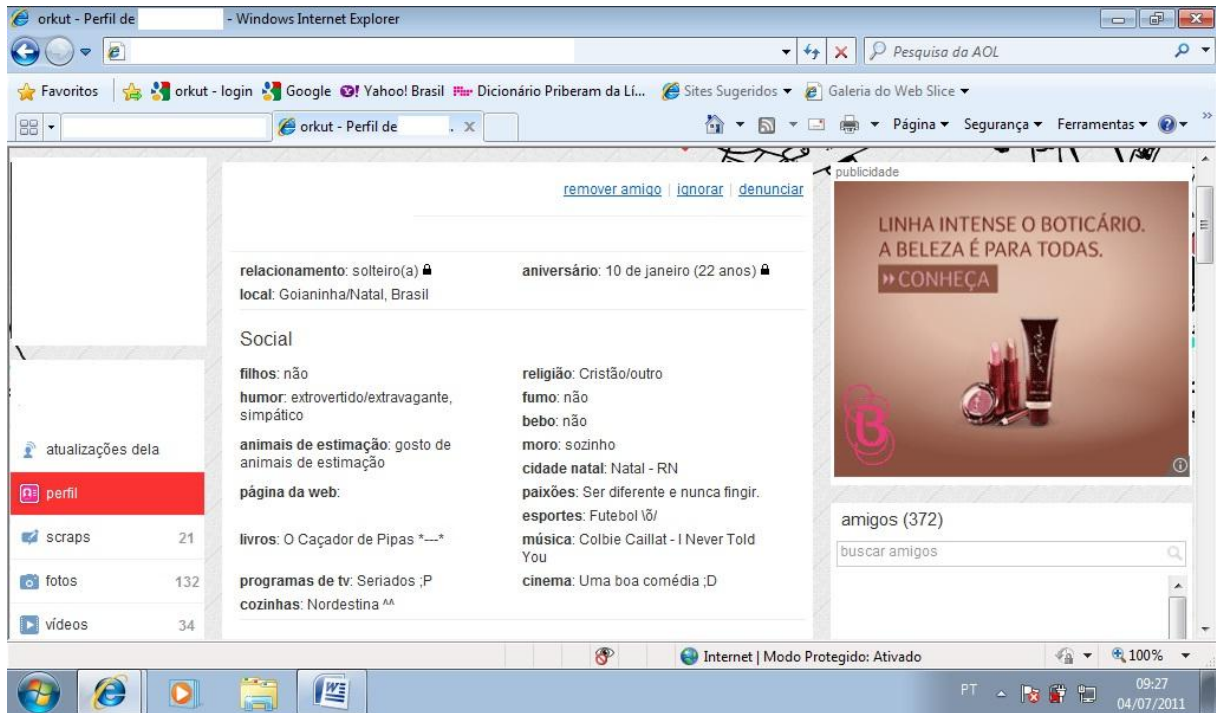 orkut - Perfil de - Windows Internet Explorer
Pesquisa da AOL
Favoritos orkut - login Google Yahoo! Brasil Dicionário Priberam da Lí... Sites Sugeridos Galeria do Web Slice
orkut - Perfil de . x Página Segurança Ferramentas
remover amigo | ignorar | denunciar
relacionamento: solteiro(a) aniversário: 10 de janeiro (22 anos)
local: Goianinha/Natal, Brasil
Social
filhos: não
humor: extrovertido/extravagante,
simpático
animais de estimação: gosto de
animais de estimação
página da web:
livros: O Caçador de Pipas *---*
programas de tv: Seriados ;P
cozinhas: Nordestina ^^
religião: Cristão/outro
fumo: não
bebo: não
moro: sozinho
cidade natal: Natal - RN
paixões: Ser diferente e nunca fingir.
esportes: Futebol \õ/
música: Colbie Caillat - I Never Told
You
cinema: Uma boa comédia ;D
atualizações dela
perfil
scraps 21
fotos 132
vídeos 34
publicidade
LINHA INTENSE O BOTICÁRIO.
A BELEZA É PARA TODAS.
CONHEÇA
B
amigos (372)
buscar amigos
Internet | Modo Protegido: Ativado 100%
PT 09:27
04/07/2011